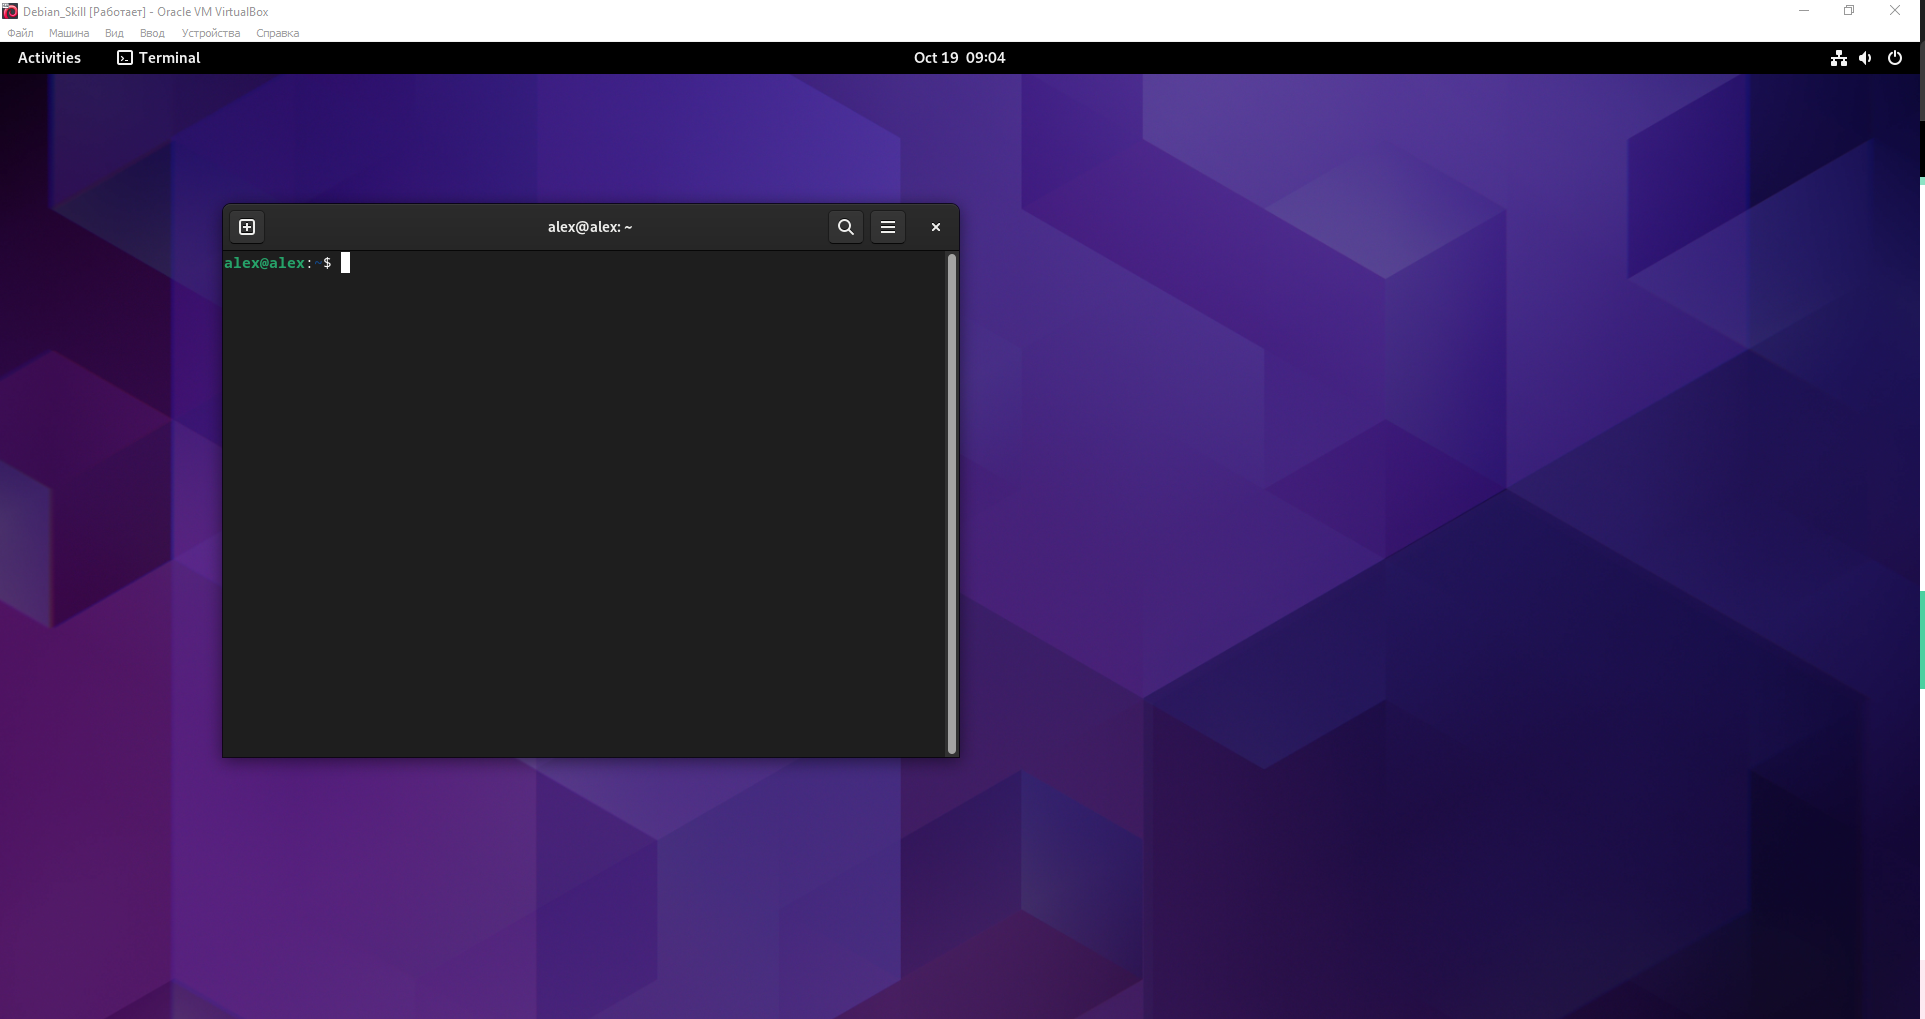 Debian_Skill [Работает] - Oracle VM VirtualBox
Файл Машина Вид Ввод Устройства Справка
Activities Terminal Oct 19 09:04
alex@alex: ~
alex@alex:~$